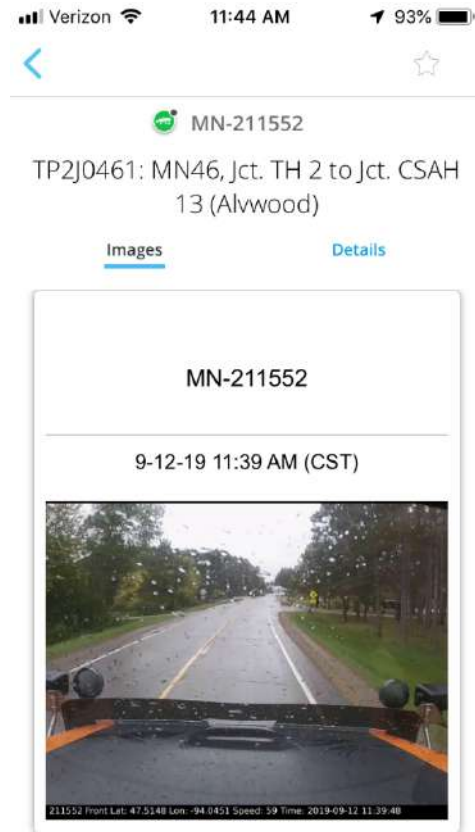 Verizon 11:44 AM 93%
MN-211552
TP2J0461: MN46, Jct. TH 2 to Jct. CSAH
13 (Alvwood)
Images Details
MN-211552
9-12-19 11:39 AM (CST)
211552 Front Lat: 47.5148 Lon: -94.0451 Speed: 59 Time: 2019-09-12 11:39:48